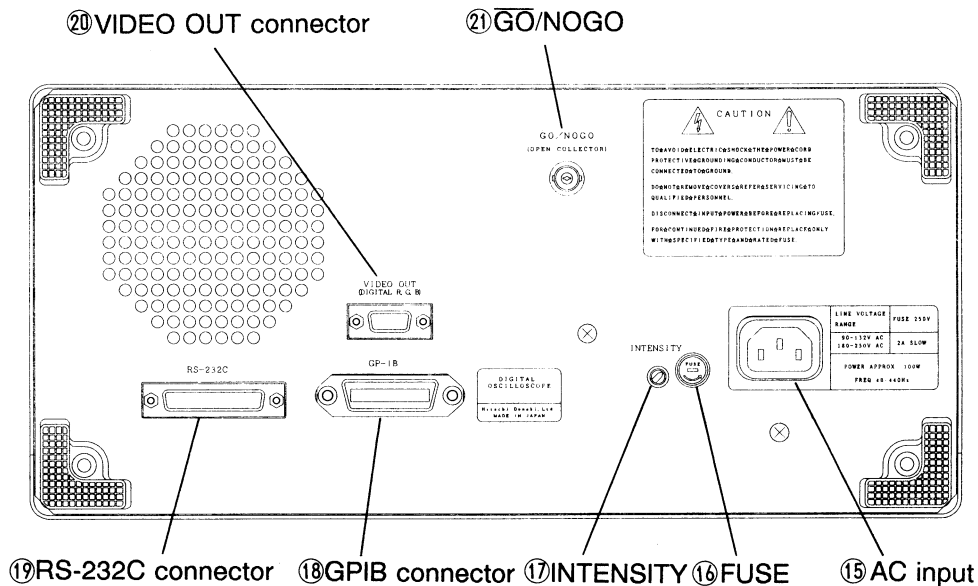 ⑳VIDEO OUT connector
㉑G̅O̅/NOGO
GO/NOGO
(OPEN COLLECTOR)
CAUTION
TO AVOID ELECTRIC SHOCK THE POWER CORD
PROTECTIVE GROUNDING CONDUCTOR MUST BE
CONNECTED TO GROUND.
DO NOT REMOVE COVERS REFER SERVICING TO
QUALIFIED PERSONNEL.
DISCONNECT INPUT POWER BEFORE REPLACING FUSE.
FOR CONTINUED FIRE PROTECTION REPLACE ONLY
WITH SPECIFIED TYPE AND RATED FUSE.
VIDEO OUT
(DIGITAL R, G, B)
LINE VOLTAGE
RANGE
FUSE 250V
90-132V AC
180-250V AC
2A SLOW
POWER APPROX 100W
FREQ 48/440Hz
INTENSITY
FUSE
RS-232C
GP-IB
DIGITAL
OSCILLOSCOPE
Hitachi Denshi, Ltd
MADE IN JAPAN
⑲RS-232C connector
⑱GPIB connector
⑰INTENSITY
⑯FUSE
⑮AC input